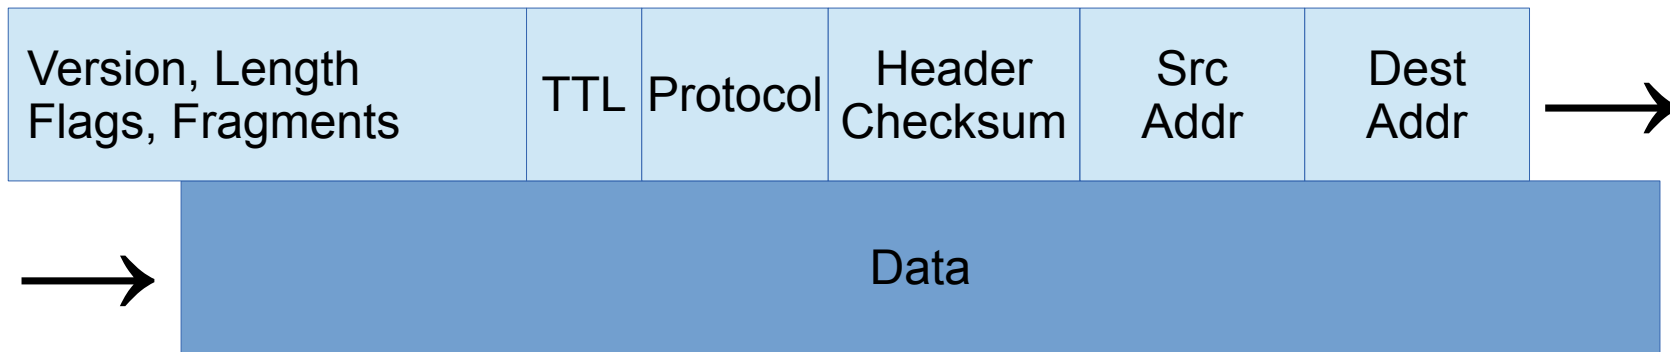 Version, Length
Flags, Fragments
TTL
Protocol
Header
Checksum
Src
Addr
Dest
Addr
Data